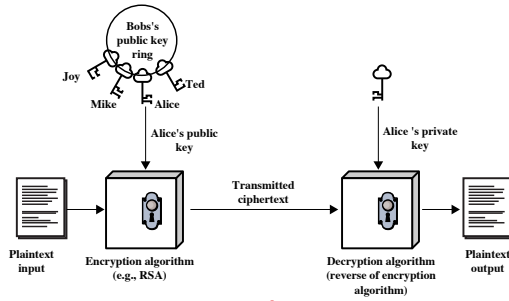 Bobs's
public key
ring
Joy
Ted
Mike
Alice
Alice's public
key
Alice 's private
key
Transmitted
ciphertext
Plaintext
input
Encryption algorithm
(e.g., RSA)
Decryption algorithm
(reverse of encryption
algorithm)
Plaintext
output